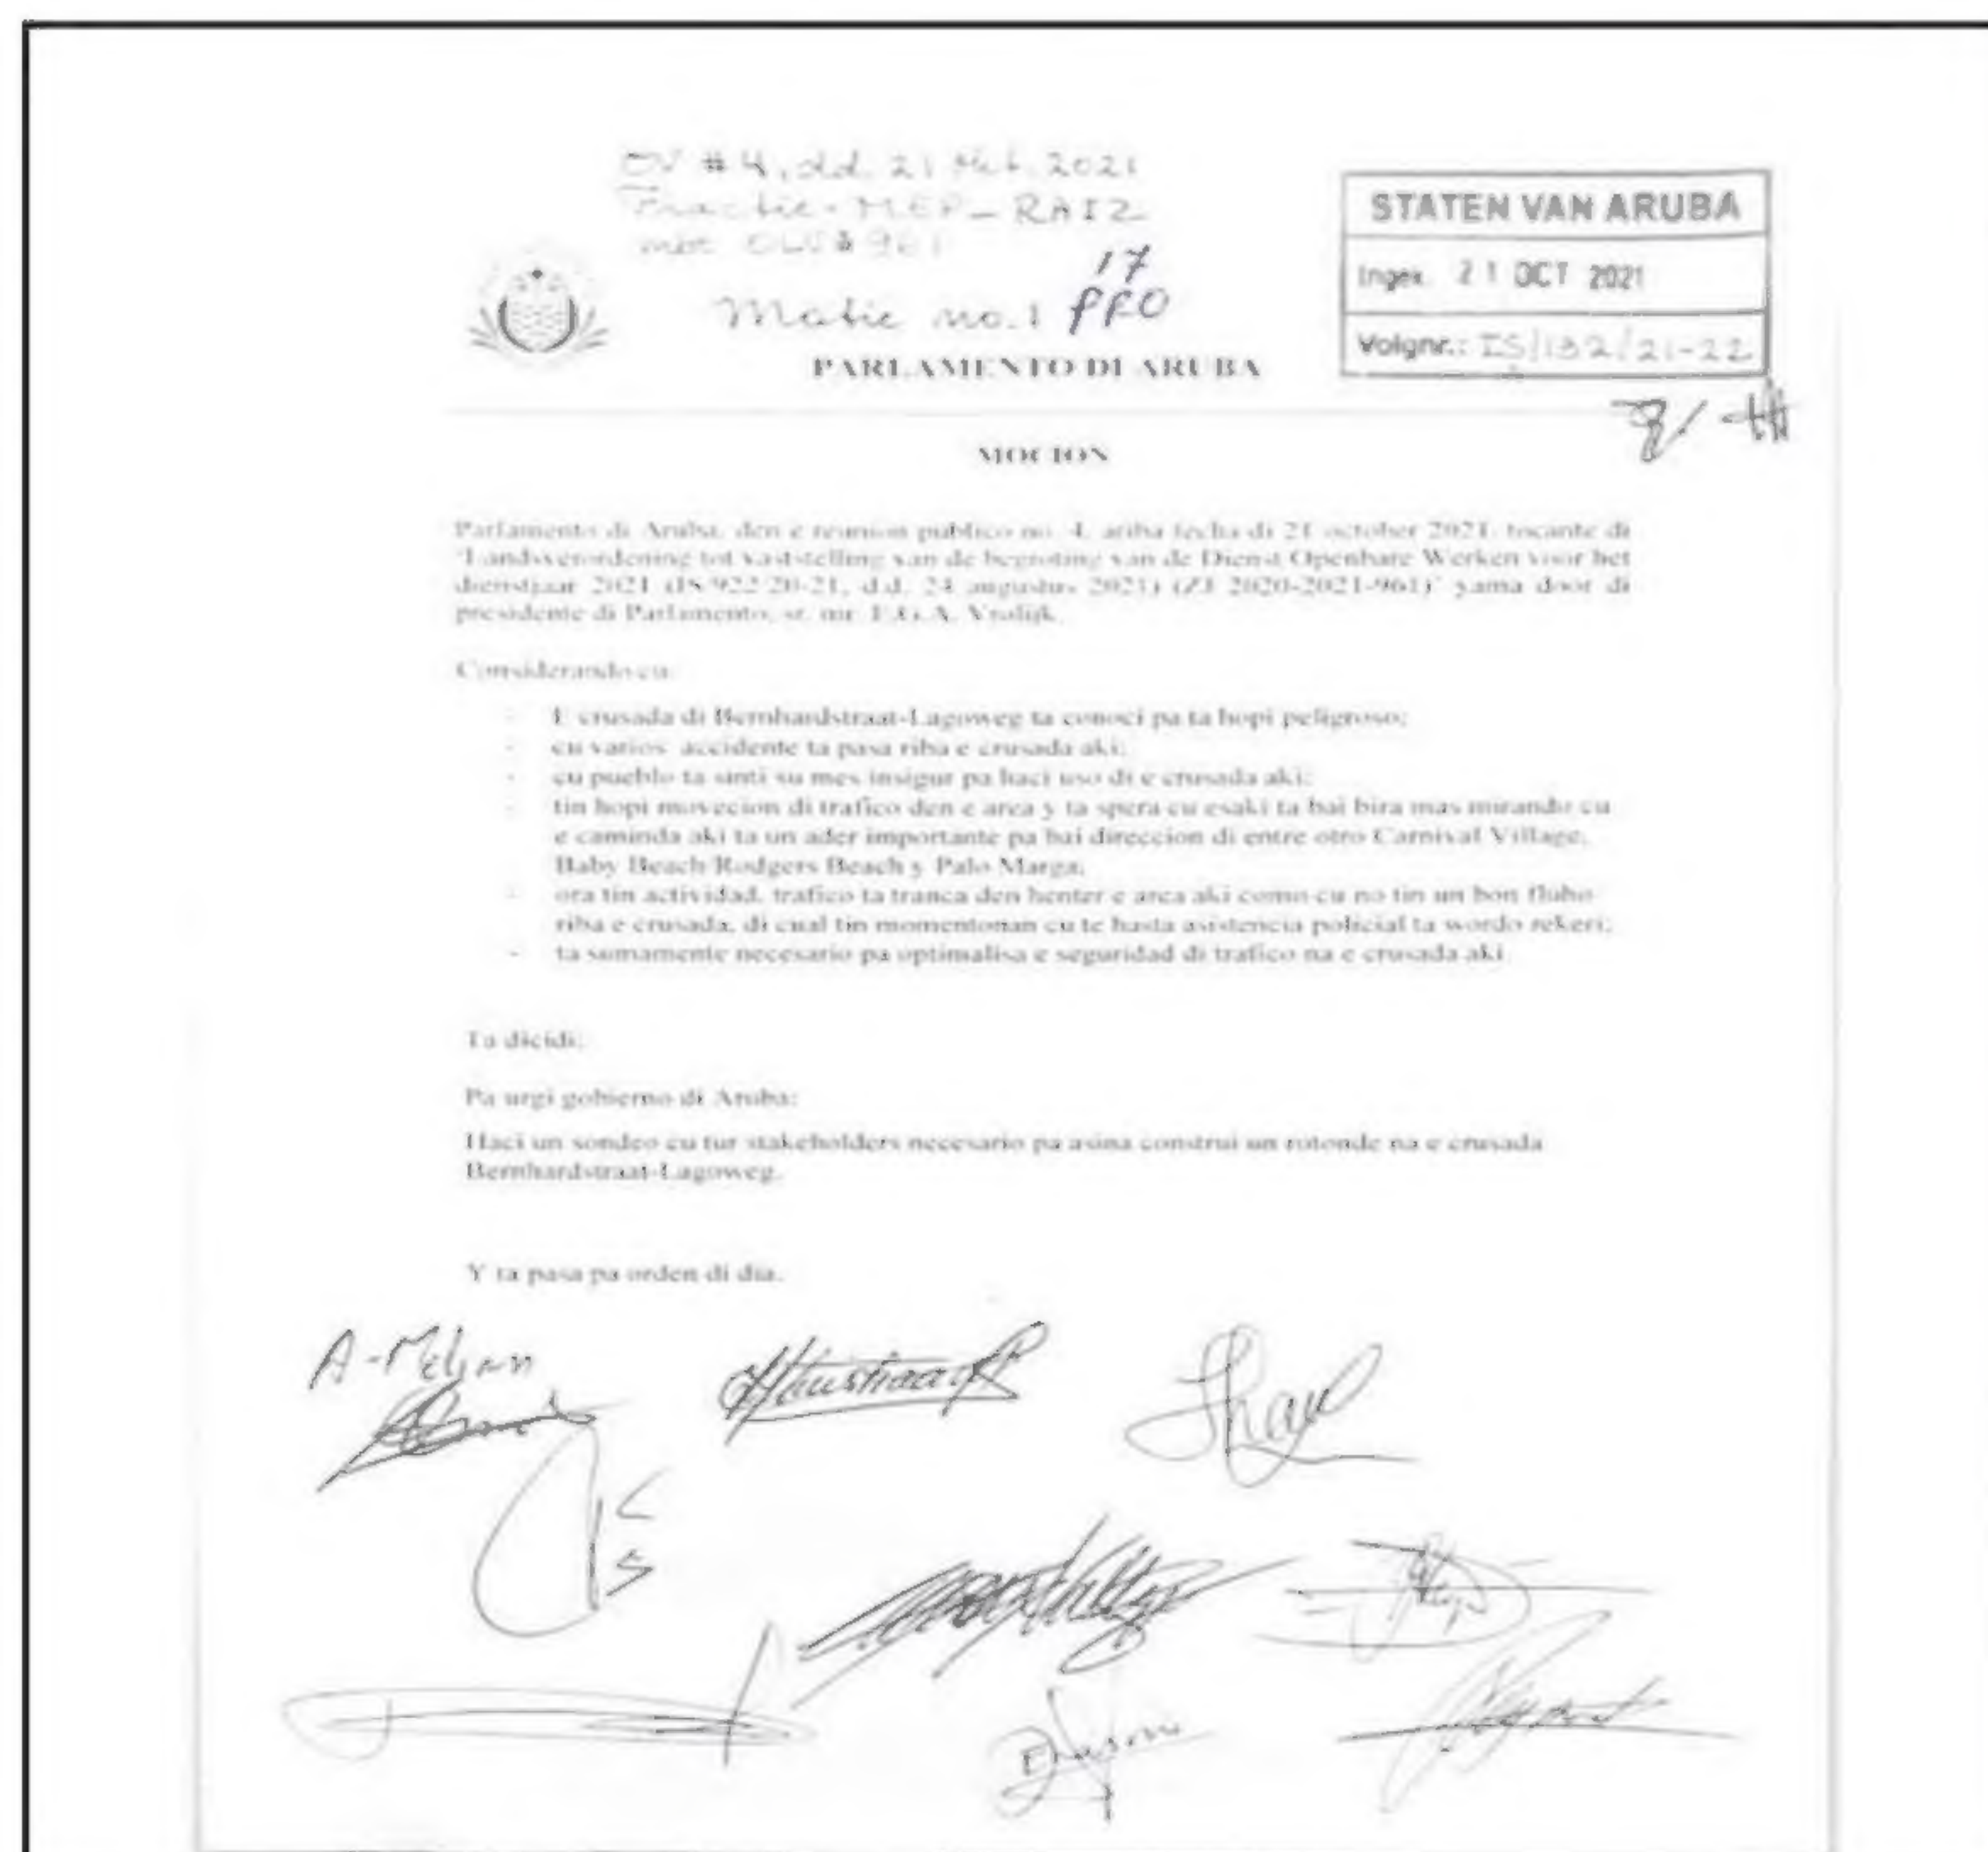 OV #4, dd. 21 Okt. 2021
Fractie - MEP - RAIZ
961
Motie no. 1
17
PRO
STATEN VAN ARUBA
Ingek. 21 OCT 2021
Volgnr.: IS/132/21-22
PARLAMENTO DI ARUBA
MOCION
Parlamento di Aruba, den e reunion publico no. 4, ariba fecha di 21 october 2021, tocante di
'Landsverordening tot vaststelling van de begroting van de Dienst Openbare Werken voor het
dienstjaar 2021 (IS/922/20-21, d.d. 24 augustus 2021) (ZJ 2020-2021-961)' yama door di
presidente di Parlamento, sr. mr. E.G.A. Vrolijk.
Considerando cu:
- E crusada di Bernhardstraat-Lagoweg ta conoci pa ta hopi peligroso;
- cu varios accidente ta pasa riba e crusada aki;
- cu pueblo ta sinti su mes insigur pa haci uso di e crusada aki;
- tin hopi movecion di trafico den e area y ta spera cu esaki ta bai bira mas mirando cu
e caminda aki ta un ader importante pa bai direccion di entre otro Carnival Village,
Baby Beach/Rodgers Beach y Palo Marga;
- ora tin actividad, trafico ta tranca den henter e area aki como cu no tin un bon fluho
riba e crusada, di cual tin momentonan cu te hasta asistencia policial ta wordo rekeri;
- ta sumamente necesario pa optimalisa e seguridad di trafico na e crusada aki.
Ta dicidi:
Pa urgi gobierno di Aruba:
Haci un sondeo cu tur stakeholders necesario pa asina construi un rotonde na e crusada
Bernhardstraat-Lagoweg.
Y ta pasa pa orden di dia.